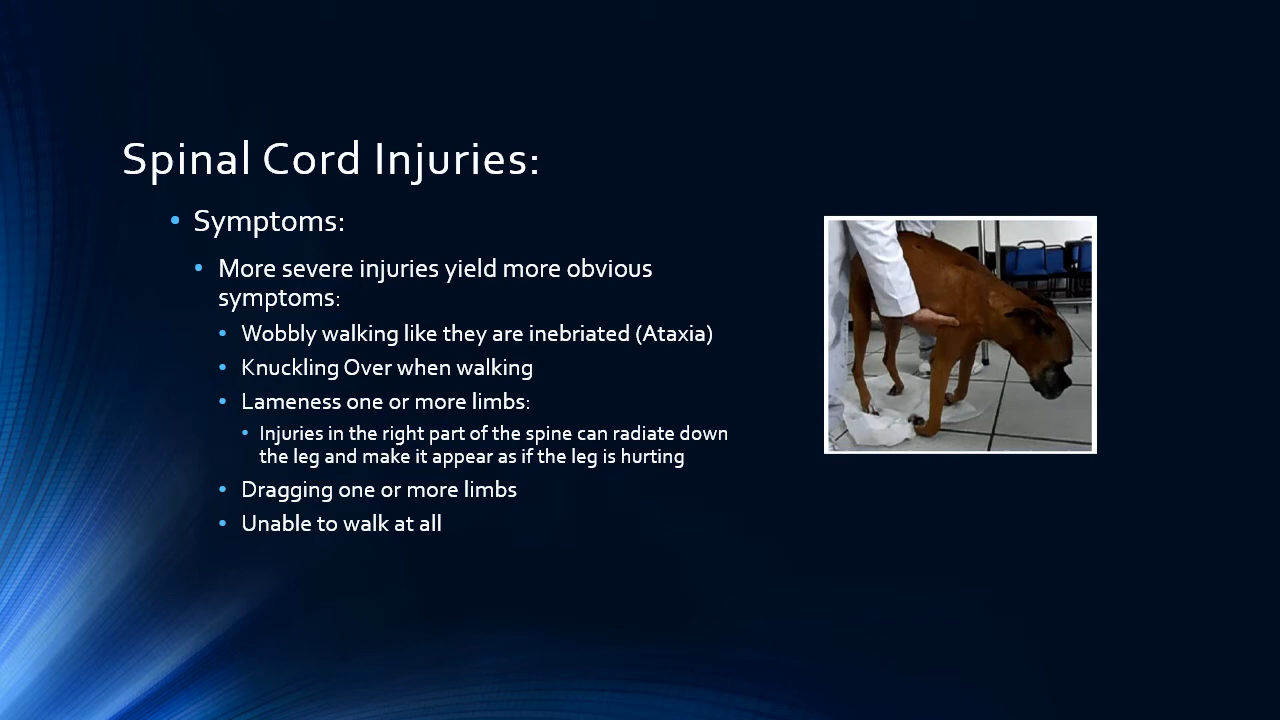 Spinal Cord Injuries:
• Symptoms:
• More severe injuries yield more obvious
symptoms:
• Wobbly walking like they are inebriated (Ataxia)
• Knuckling Over when walking
• Lameness one or more limbs:
• Injuries in the right part of the spine can radiate down
the leg and make it appear as if the leg is hurting
• Dragging one or more limbs
• Unable to walk at all